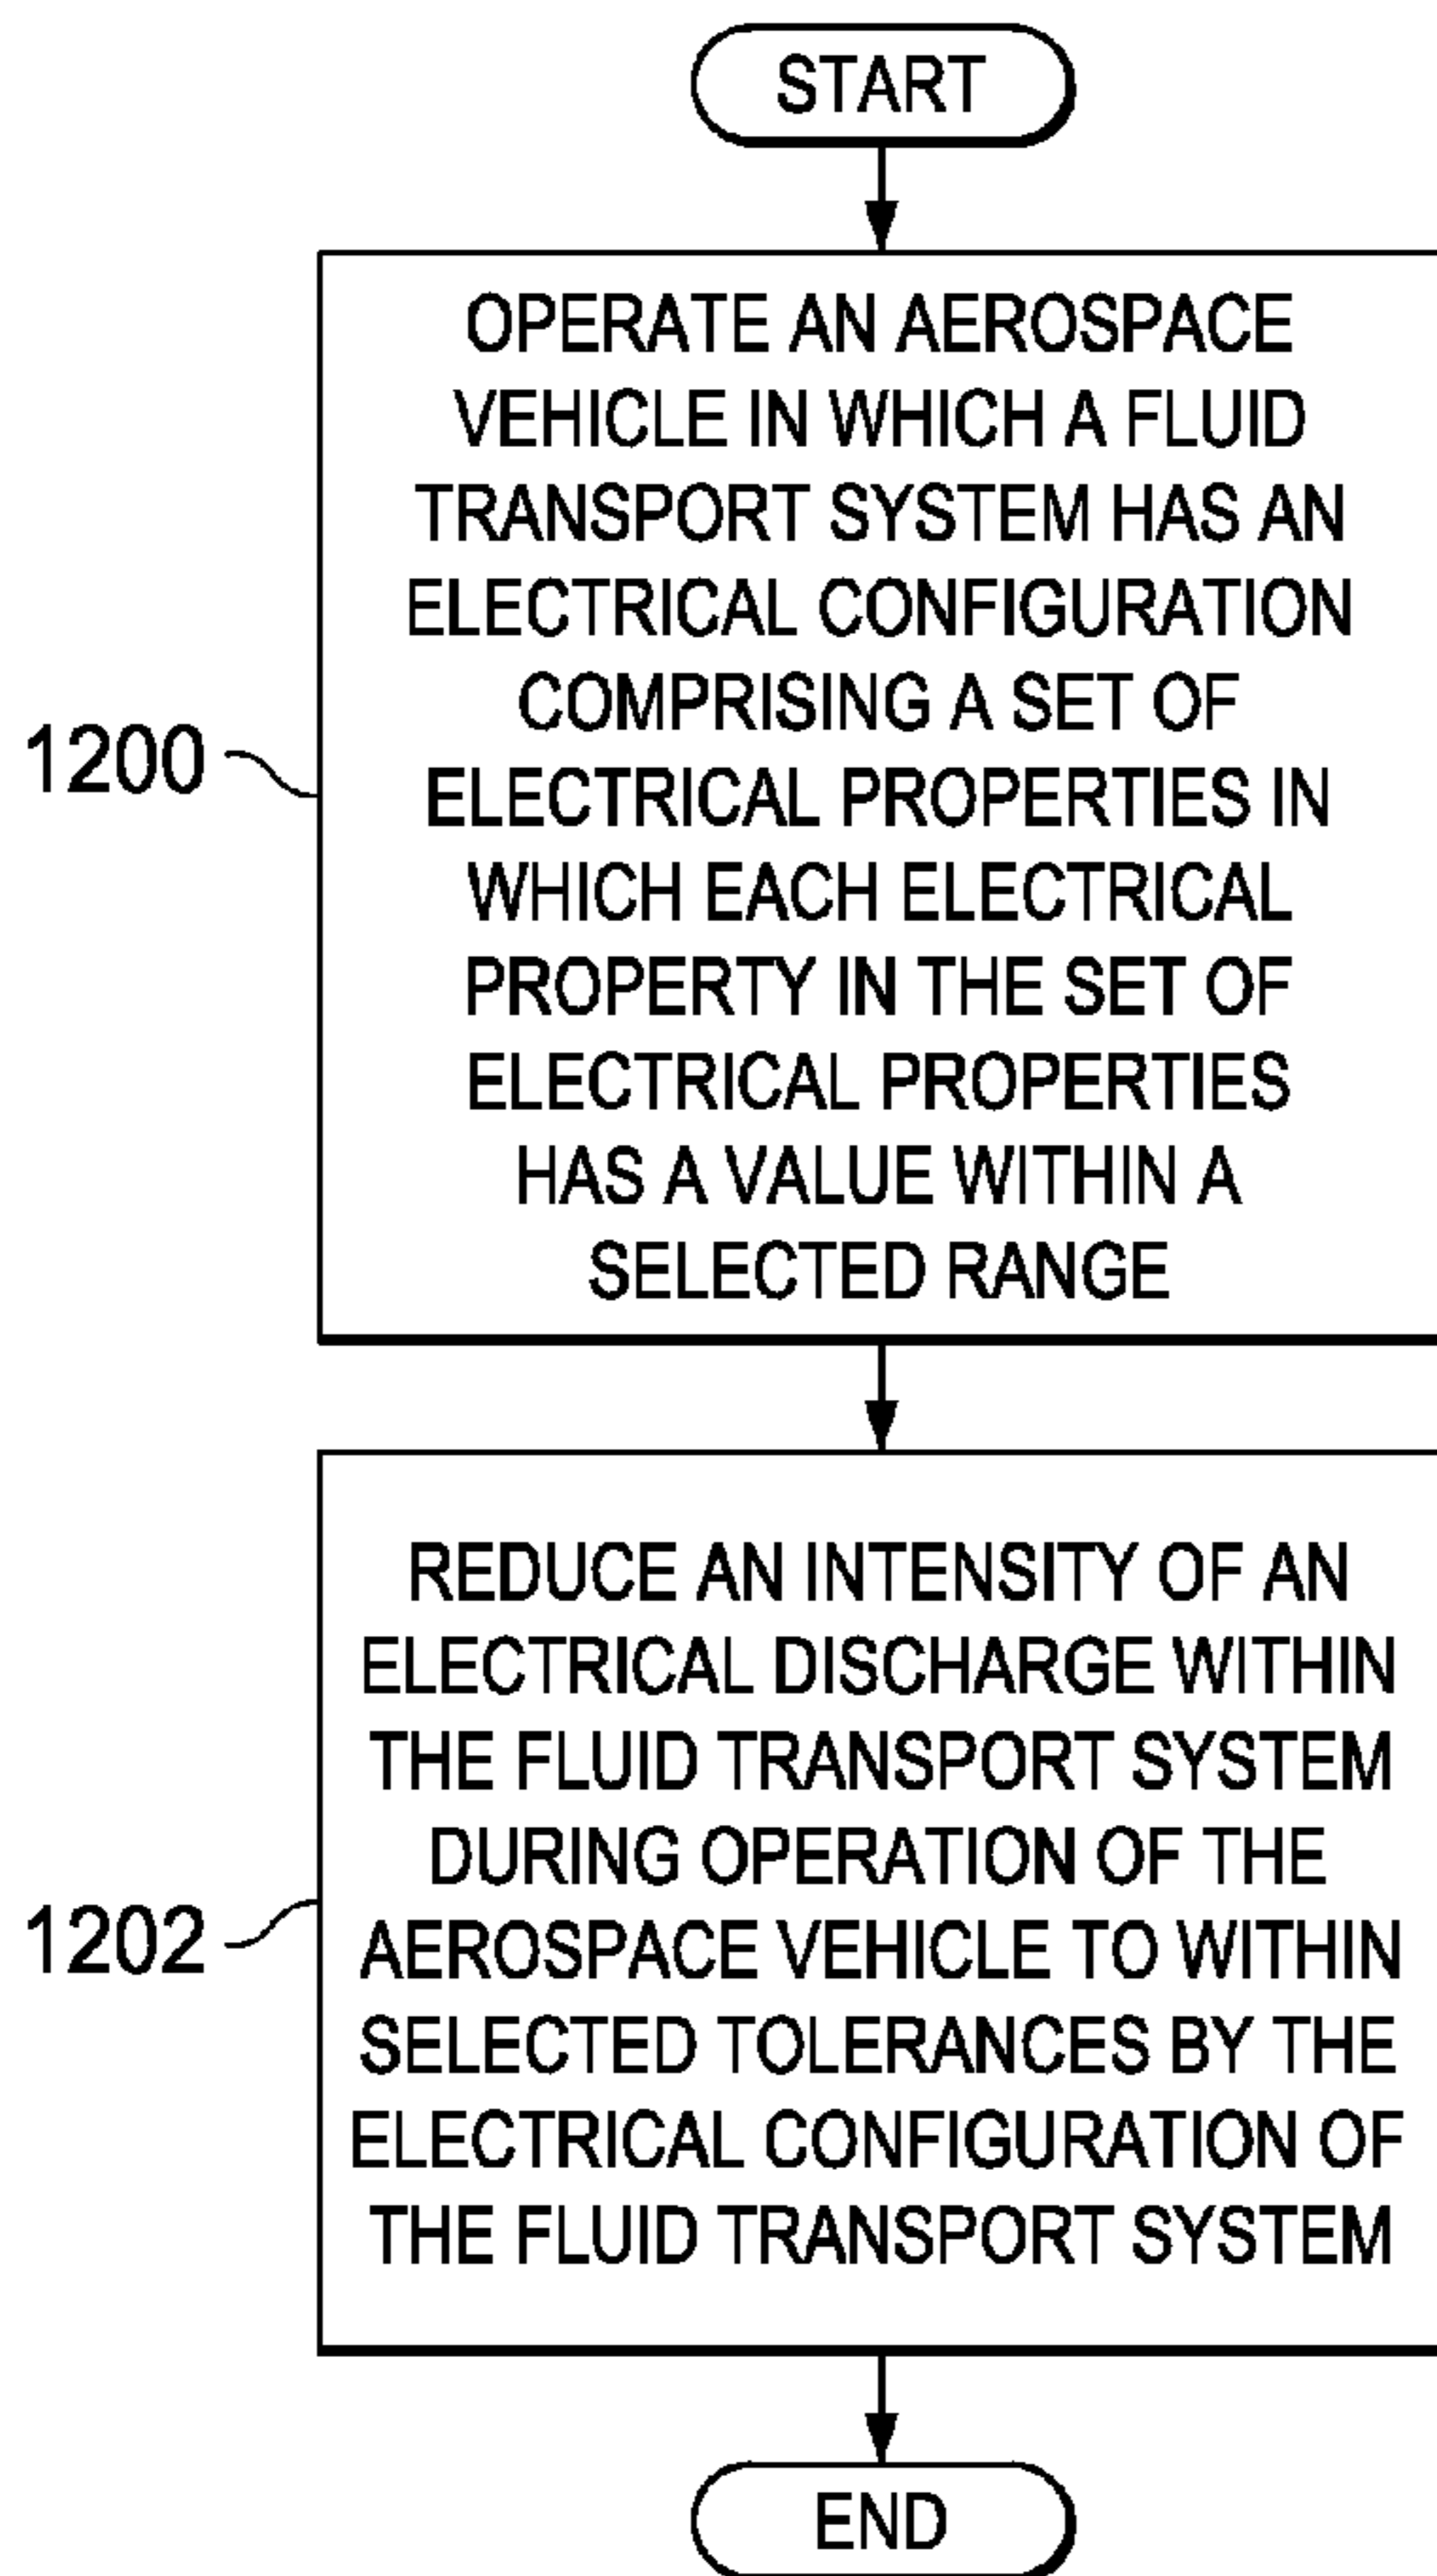 START
OPERATE AN AEROSPACE
VEHICLE IN WHICH A FLUID
TRANSPORT SYSTEM HAS AN
ELECTRICAL CONFIGURATION
COMPRISING A SET OF
ELECTRICAL PROPERTIES IN
WHICH EACH ELECTRICAL
PROPERTY IN THE SET OF
ELECTRICAL PROPERTIES
HAS A VALUE WITHIN A
SELECTED RANGE
1200
REDUCE AN INTENSITY OF AN
ELECTRICAL DISCHARGE WITHIN
THE FLUID TRANSPORT SYSTEM
DURING OPERATION OF THE
AEROSPACE VEHICLE TO WITHIN
SELECTED TOLERANCES BY THE
ELECTRICAL CONFIGURATION OF
THE FLUID TRANSPORT SYSTEM
1202
END